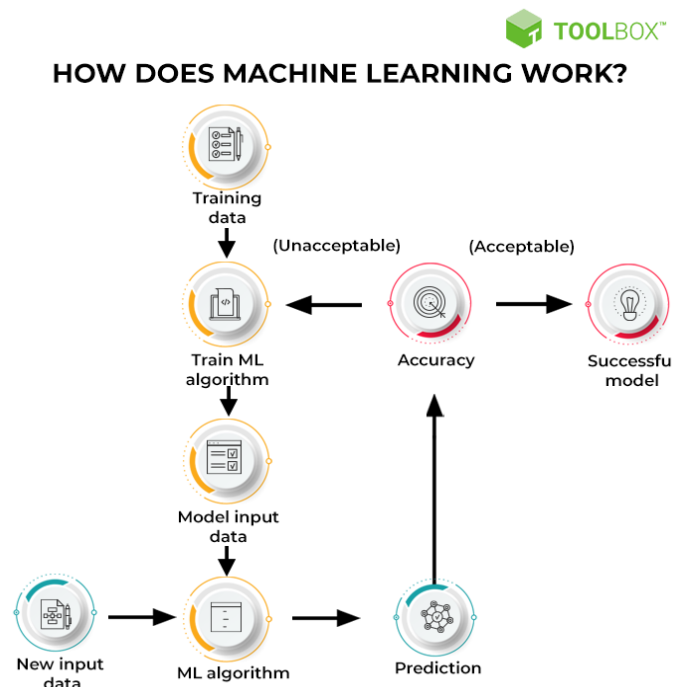 TOOLBOX™
HOW DOES MACHINE LEARNING WORK?
Training
data
(Unacceptable)
(Acceptable)
Train ML
algorithm
Accuracy
Successfu
model
Model input
data
New input
data
ML algorithm
Prediction